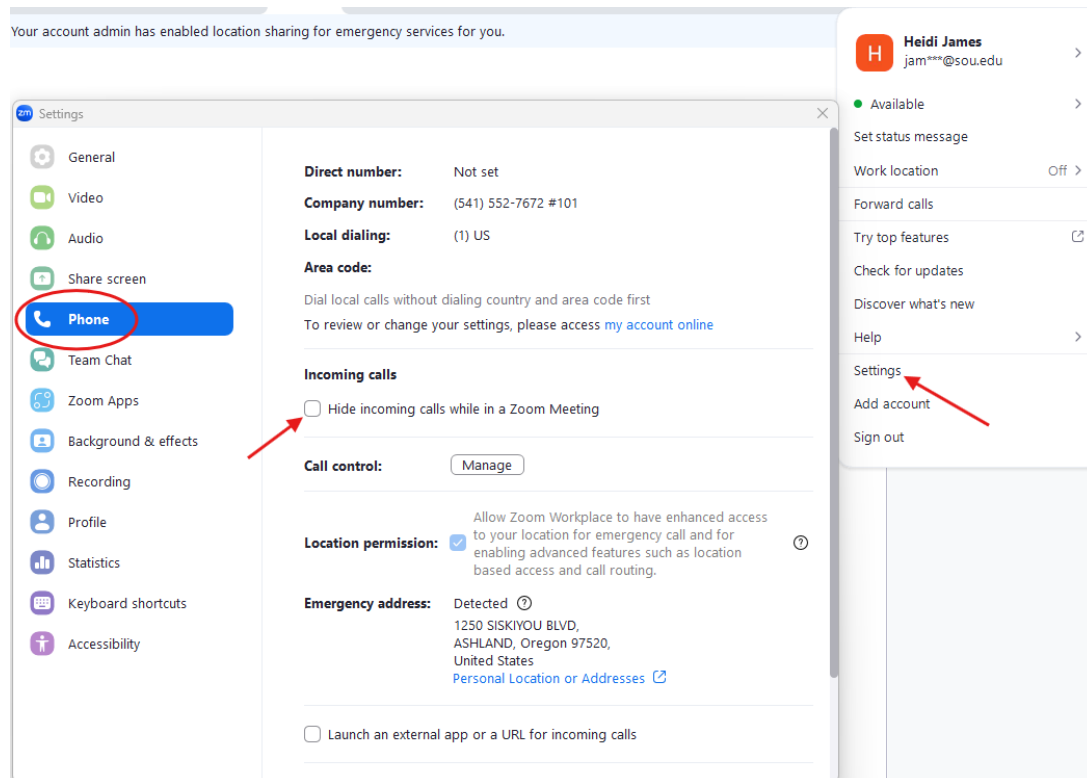 Your account admin has enabled location sharing for emergency services for you.
zm Settings
General
Video
Audio
Share screen
Phone
Team Chat
Zoom Apps
Background & effects
Recording
Profile
Statistics
Keyboard shortcuts
Accessibility
Direct number: Not set
Company number: (541) 552-7672 #101
Local dialing: (1) US
Area code:
Dial local calls without dialing country and area code first
To review or change your settings, please access my account online
Incoming calls
Hide incoming calls while in a Zoom Meeting
Call control: Manage
Location permission: Allow Zoom Workplace to have enhanced access
to your location for emergency call and for
enabling advanced features such as location
based access and call routing.
Emergency address: Detected
1250 SISKIYOU BLVD,
ASHLAND, Oregon 97520,
United States
Personal Location or Addresses
Launch an external app or a URL for incoming calls
H
Heidi James
jam***@sou.edu
Available
Set status message
Work location Off
Forward calls
Try top features
Check for updates
Discover what's new
Help
Settings
Add account
Sign out